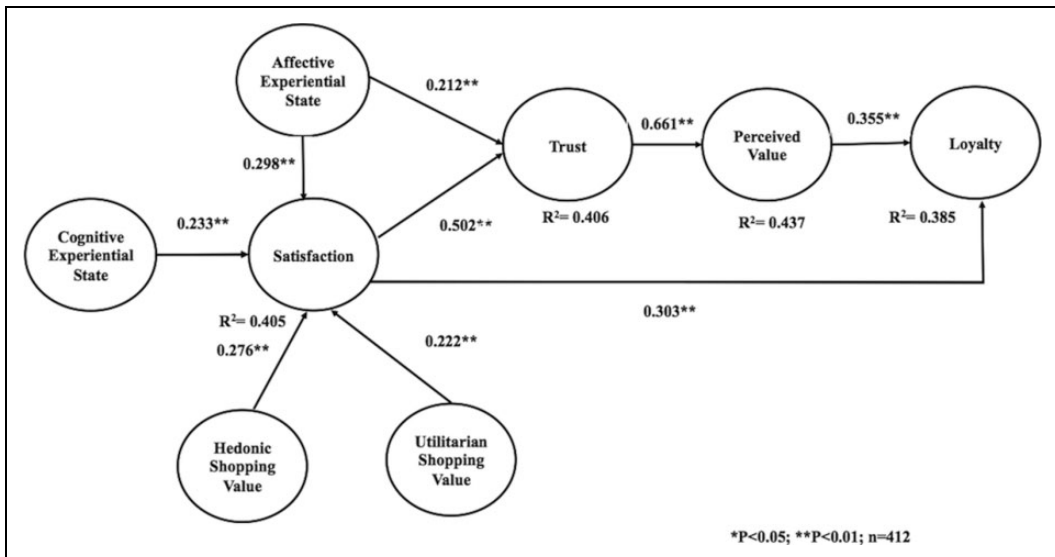 Affective
Experiential
State
0.212**
0.298**
Trust
0.661**
Perceived
Value
0.355**
Loyalty
R²= 0.406
R²= 0.437
R²= 0.385
Cognitive
Experiential
State
0.233**
Satisfaction
0.502**
0.303**
R²= 0.405
0.276**
0.222**
Hedonic
Shopping
Value
Utilitarian
Shopping
Value
*P<0.05; **P<0.01; n=412